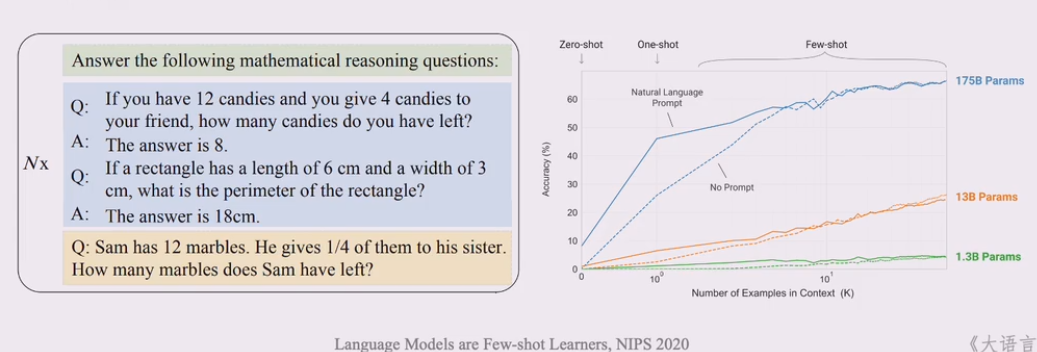 Answer the following mathematical reasoning questions:
Nx
Q: If you have 12 candies and you give 4 candies to
your friend, how many candies do you have left?
A: The answer is 8.
Q: If a rectangle has a length of 6 cm and a width of 3
cm, what is the perimeter of the rectangle?
A: The answer is 18cm.
Q: Sam has 12 marbles. He gives 1/4 of them to his sister.
How many marbles does Sam have left?
Zero-shot One-shot Few-shot
Natural Language
Prompt
No Prompt
175B Params
13B Params
1.3B Params
Accuracy (%)
60
50
40
30
20
10
0
0 10⁰ 10¹
Number of Examples in Context (K)
Language Models are Few-shot Learners, NIPS 2020
《大语言